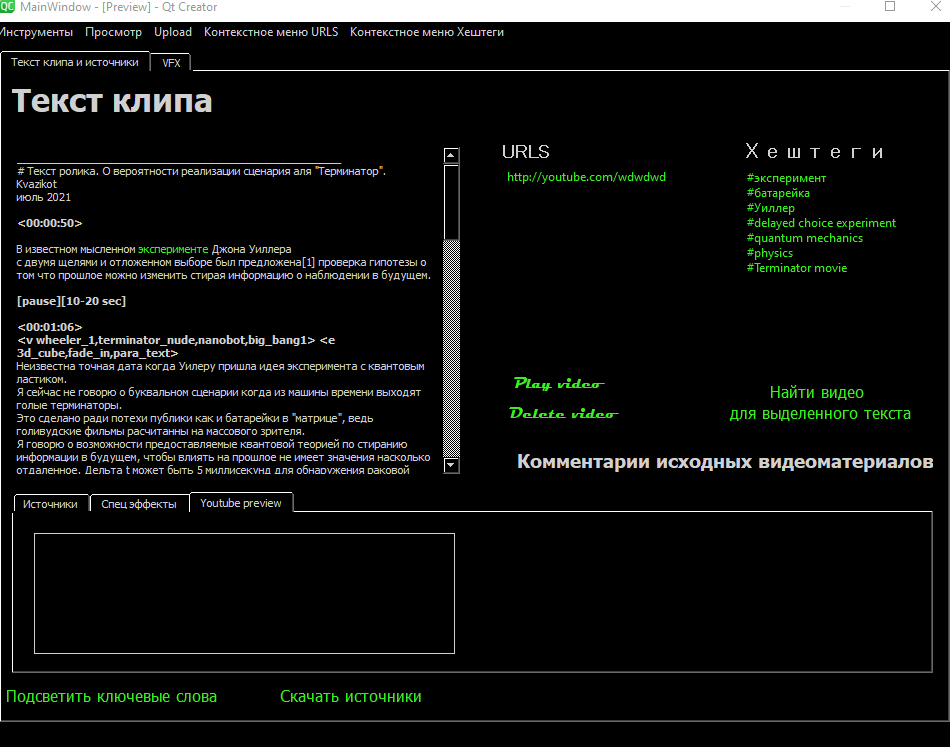 MainWindow - [Preview] - Qt Creator
Инструменты Просмотр Upload Контекстное меню URLS Контекстное меню Хештеги
Текст клипа и источники VFX
Текст клипа
# Текст ролика. О вероятности реализации сценария аля "Терминатор".
Kvazikot
июль 2021
<00:00:50>
В известном мысленном эксперименте Джона Уиллера
с двумя щелями и отложенном выборе был предложена[1] проверка гипотезы о
том что прошлое можно изменить стирая информацию о наблюдении в будущем.
[pause][10-20 sec]
<00:01:06>
<v wheeler_1,terminator_nude,nanobot,big_bang1> <e
3d_cube,fade_in,para_text>
Неизвестна точная дата когда Уилеру пришла идея эксперимента с квантовым
ластиком.
Я сейчас не говорю о буквальном сценарии когда из машины времени выходят
голые терминаторы.
Это сделано ради потехи публики как и батарейки в "матрице", ведь
голивудские фильмы расчитанны на массового зрителя.
Я говорю о возможности предоставляемые квантовой теорией по стиранию
информации в будущем, чтобы влиять на прошлое не имеет значения насколько
отдаленное. Дельта t может быть 5 миллисекунд для обнаружения раковой
URLS
http://youtube.com/wdwdwd
Хештеги
#эксперимент
#батарейка
#Уиллер
#delayed choice experiment
#quantum mechanics
#physics
#Terminator movie
Play video
Delete video
Найти видео
для выделенного текста
Комментарии исходных видеоматериалов
Источники Спец эффекты Youtube preview
Подсветить ключевые слова Скачать источники